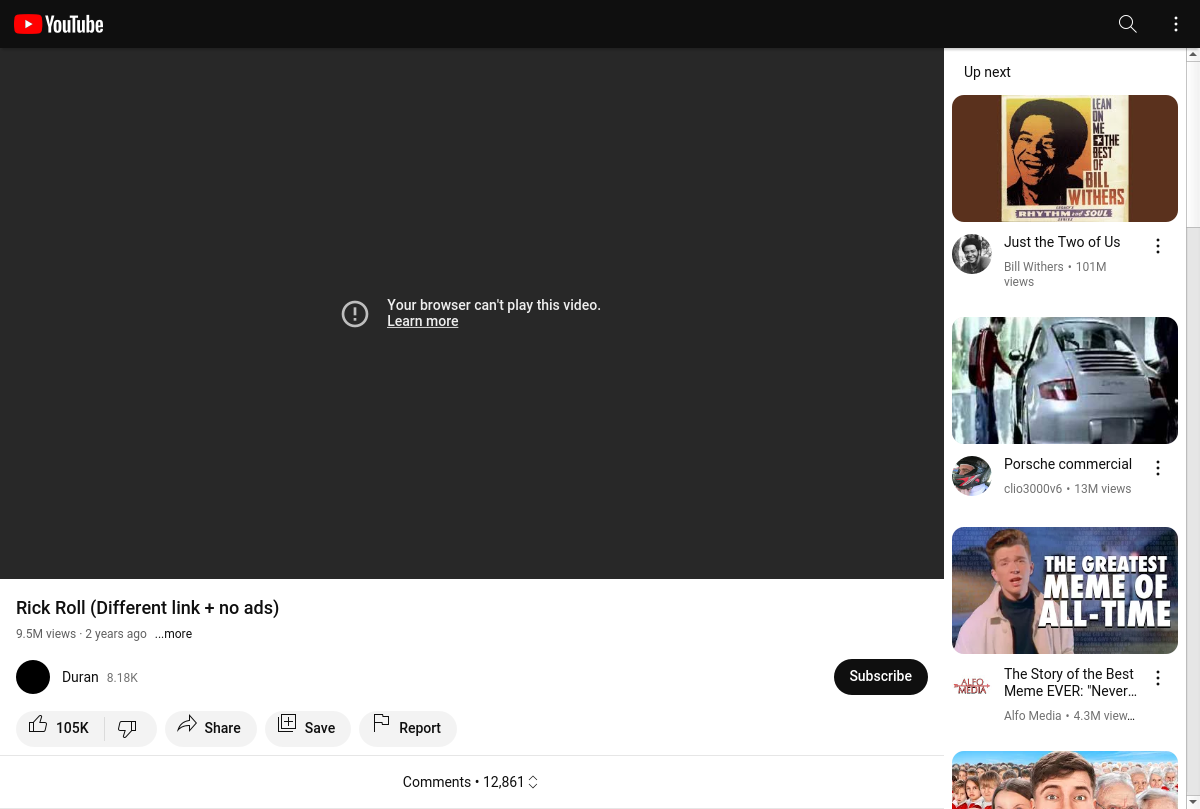 YouTube
Your browser can't play this video.
Learn more
Rick Roll (Different link + no ads)
9.5M views · 2 years ago ...more
Duran 8.18K
Subscribe
105K
Share
Save
Report
Comments • 12,861
Up next
LEAN
ON
ME
THE
BEST
OF
BILL
WITHERS
RHYTHM and SOUL
Just the Two of Us
Bill Withers • 101M
views
Porsche commercial
clio3000v6 • 13M views
THE GREATEST
MEME OF
ALL-TIME
ALFO
MEDIA
The Story of the Best
Meme EVER: "Never...
Alfo Media • 4.3M view...